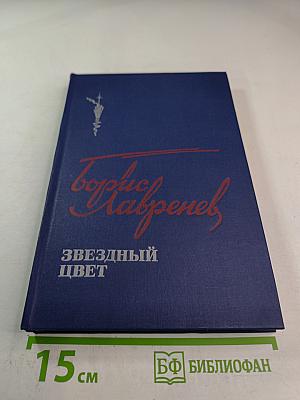 Борис
Лавренев
ЗВЕЗДНЫЙ
ЦВЕТ
15 см
БФ БИБЛИОФАН